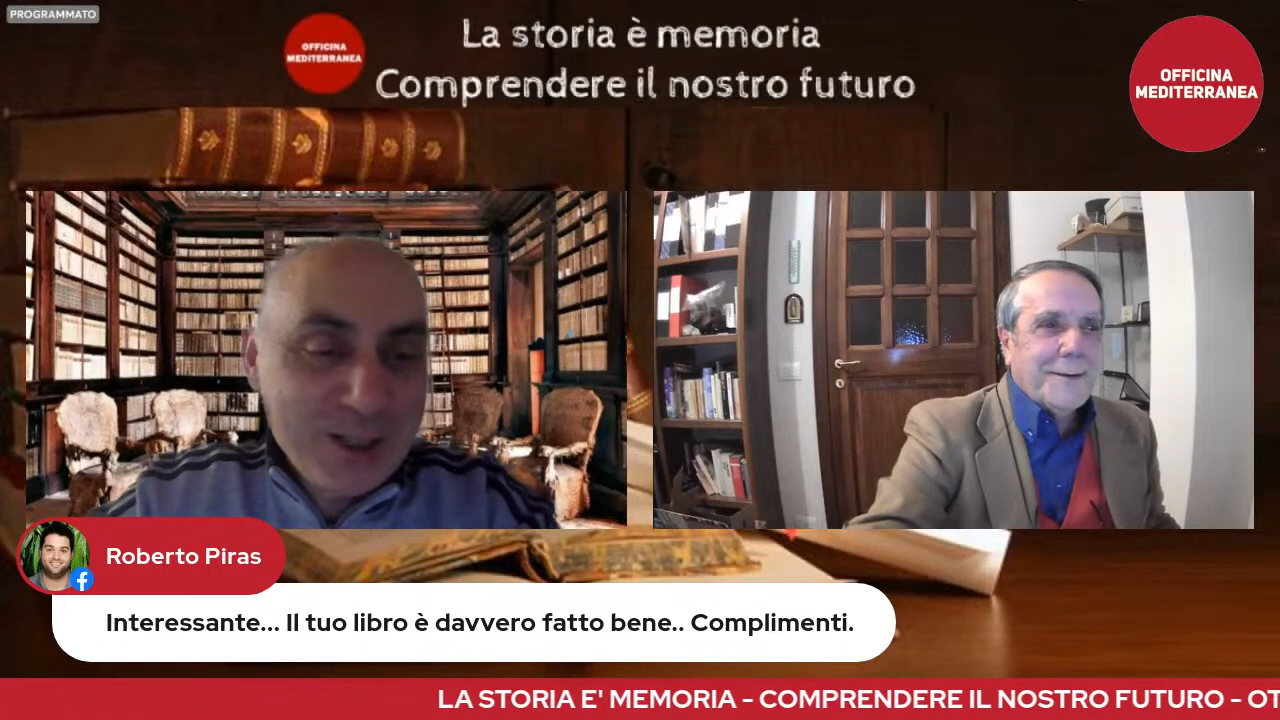 PROGRAMMATO
OFFICINA
MEDITERRANEA
La storia è memoria
Comprendere il nostro futuro
OFFICINA
MEDITERRANEA
Roberto Piras
Interessante... Il tuo libro è davvero fatto bene.. Complimenti.
LA STORIA E' MEMORIA - COMPRENDERE IL NOSTRO FUTURO - OT